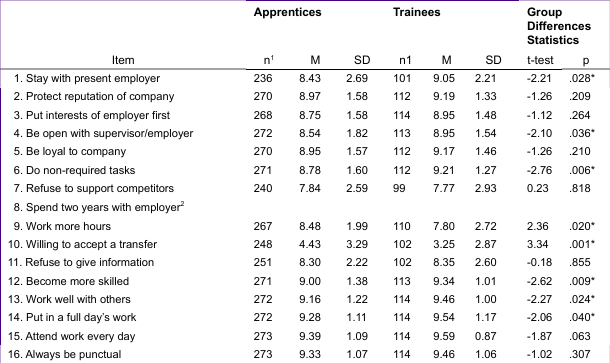 Apprentices Trainees Group
Differences
Statistics
Item n¹ M SD n1 M SD t-test p
1. Stay with present employer 236 8.43 2.69 101 9.05 2.21 -2.21 .028*
2. Protect reputation of company 270 8.97 1.58 112 9.19 1.33 -1.26 .209
3. Put interests of employer first 268 8.75 1.58 114 8.95 1.48 -1.12 .264
4. Be open with supervisor/employer 272 8.54 1.82 113 8.95 1.54 -2.10 .036*
5. Be loyal to company 270 8.95 1.57 112 9.17 1.46 -1.26 .210
6. Do non-required tasks 271 8.78 1.60 112 9.21 1.27 -2.76 .006*
7. Refuse to support competitors 240 7.84 2.59 99 7.77 2.93 0.23 .818
8. Spend two years with employer²
9. Work more hours 267 8.48 1.99 110 7.80 2.72 2.36 .020*
10. Willing to accept a transfer 248 4.43 3.29 102 3.25 2.87 3.34 .001*
11. Refuse to give information 251 8.30 2.22 102 8.35 2.60 -0.18 .855
12. Become more skilled 271 9.00 1.38 113 9.34 1.01 -2.62 .009*
13. Work well with others 272 9.16 1.22 114 9.46 1.00 -2.27 .024*
14. Put in a full day's work 272 9.28 1.11 114 9.54 1.17 -2.06 .040*
15. Attend work every day 273 9.39 1.09 114 9.59 0.87 -1.87 .063
16. Always be punctual 273 9.33 1.07 114 9.46 1.06 -1.02 .307